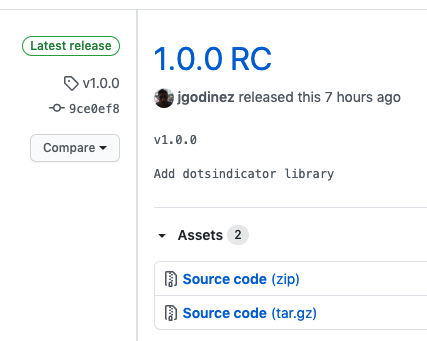 Latest release
v1.0.0
9ce0ef8
Compare
1.0.0 RC
jgodinez released this 7 hours ago
v1.0.0
Add dotsindicator library
Assets 2
Source code (zip)
Source code (tar.gz)